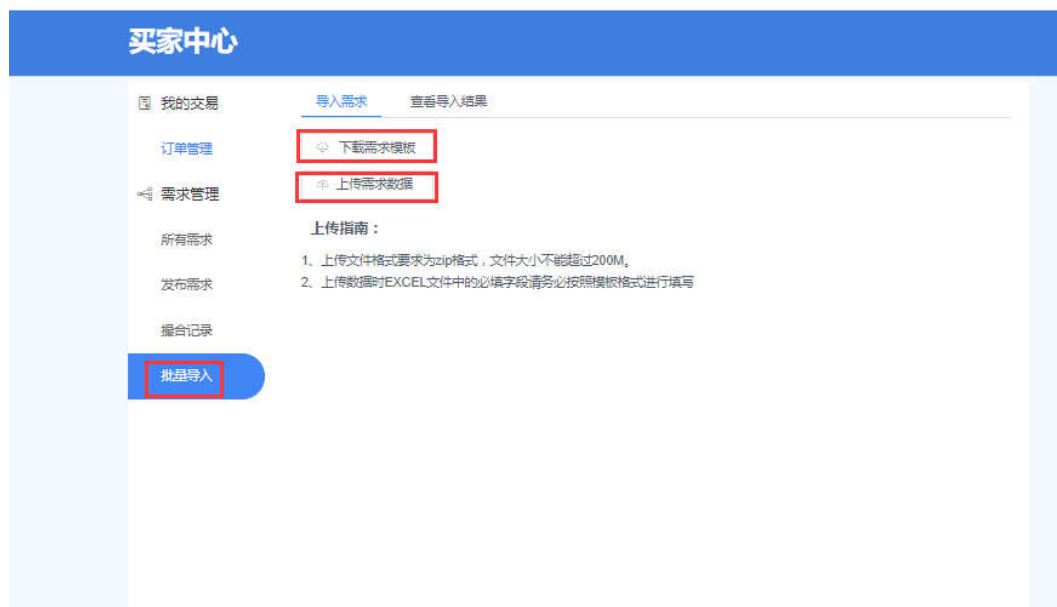 买家中心
我的交易
订单管理
需求管理
所有需求
发布需求
撮合记录
批量导入
导入需求 查看导入结果
下载需求模板
上传需求数据
上传指南：
1、上传文件格式要求为zip格式，文件大小不能超过200M。
2、上传数据时EXCEL文件中的必填字段请务必按照模板格式进行填写